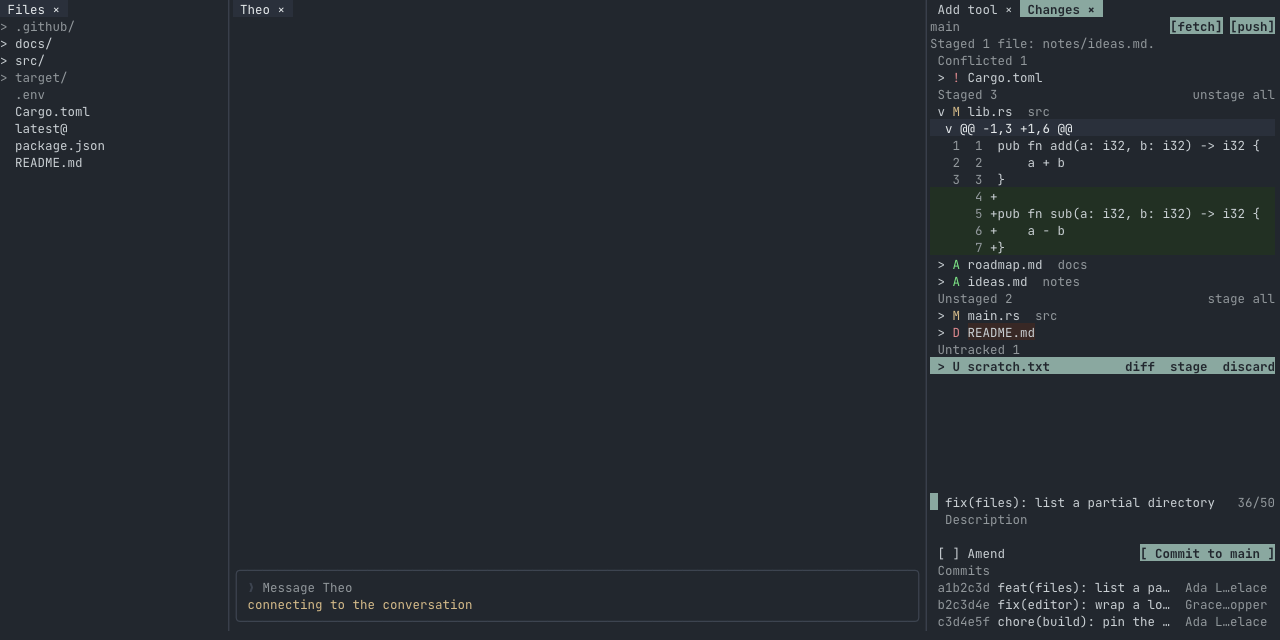 Files ×
> .github/
> docs/
> src/
> target/
.env
Cargo.toml
latest@
package.json
README.md
Theo ×
) Message Theo
connecting to the conversation
Add tool × Changes ×
main [fetch] [push]
Staged 1 file: notes/ideas.md.
Conflicted 1
> ! Cargo.toml
Staged 3 unstage all
v M lib.rs src
v @@ -1,3 +1,6 @@
1 1 pub fn add(a: i32, b: i32) -> i32 {
2 2     a + b
3 3 }
4 +
5 +pub fn sub(a: i32, b: i32) -> i32 {
6 +    a - b
7 +}
> A roadmap.md docs
> A ideas.md notes
Unstaged 2 stage all
> M main.rs src
> D README.md
Untracked 1
> U scratch.txt diff stage discard
fix(files): list a partial directory 36/50
Description
[ ] Amend [ Commit to main ]
Commits
a1b2c3d feat(files): list a pa… Ada L…elace
b2c3d4e fix(editor): wrap a lo… Grace…opper
c3d4e5f chore(build): pin the … Ada L…elace